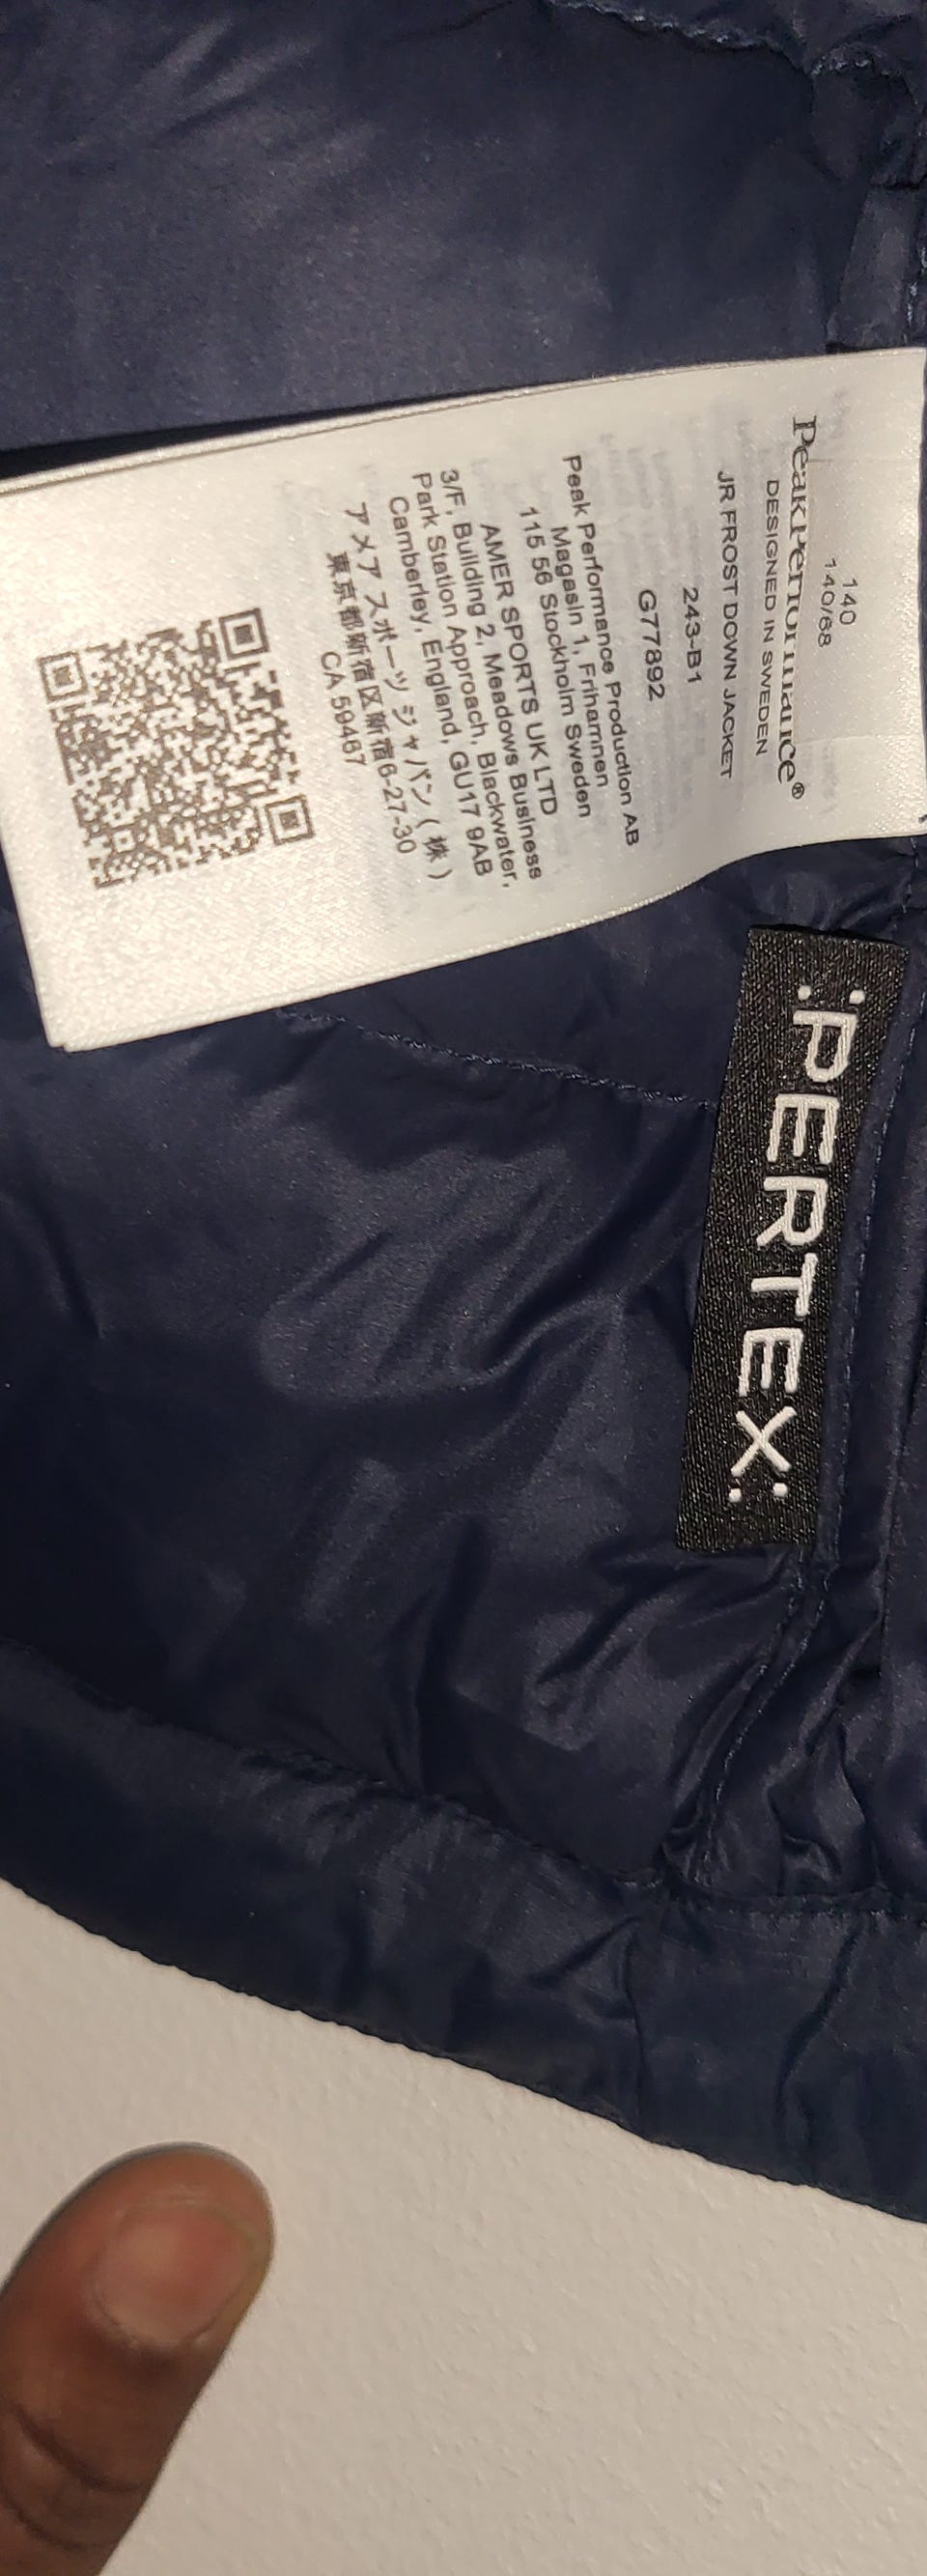 140
140/68
PeakPerformance®
DESIGNED IN SWEDEN
JR FROST DOWN JACKET
243-B1
G77892
Peak Performance Production AB
Magasin 1, Frihamnen
115 56 Stockholm Sweden
AMER SPORTS UK LTD
3/F, Building 2, Meadows Business
Park Station Approach, Blackwater,
Camberley, England, GU17 9AB
アメア スポーツ ジャパン (株)
東京都新宿区新宿6-27-30
CA 59467
:PERTEX: